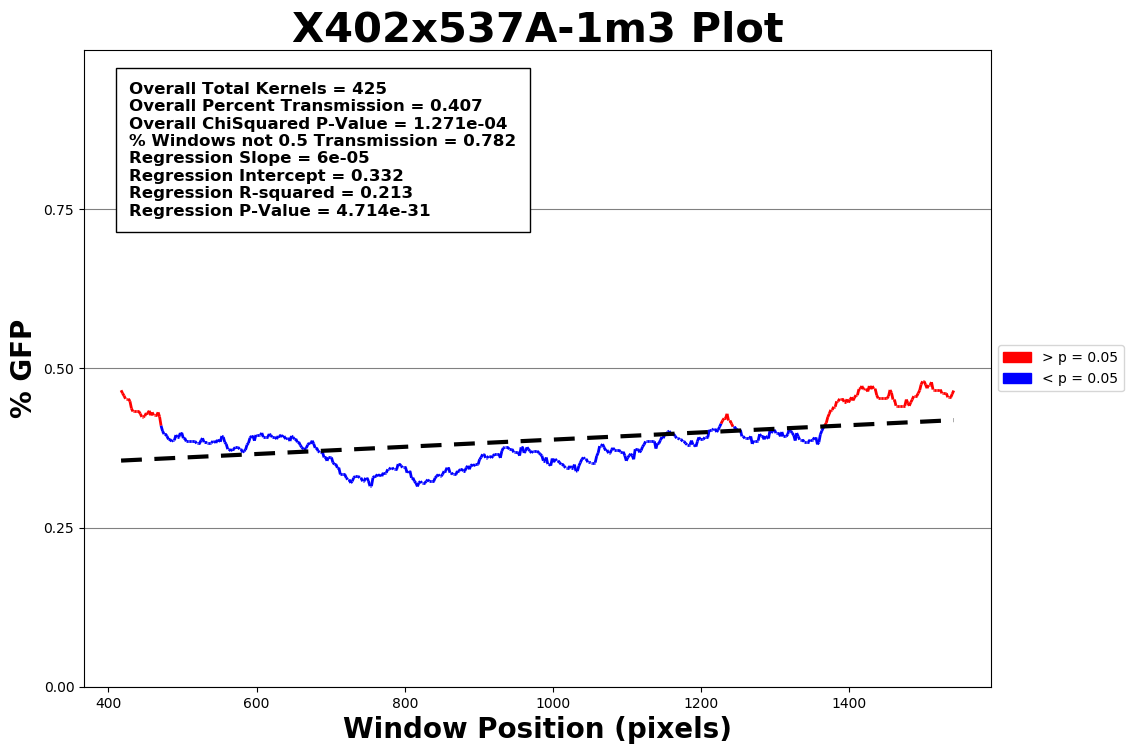 X402x537A-1m3 Plot
Overall Total Kernels = 425
Overall Percent Transmission = 0.407
Overall ChiSquared P-Value = 1.271e-04
% Windows not 0.5 Transmission = 0.782
Regression Slope = 6e-05
Regression Intercept = 0.332
Regression R-squared = 0.213
Regression P-Value = 4.714e-31
% GFP
0.75
0.50
0.25
0.00
> p = 0.05
< p = 0.05
400 600 800 1000 1200 1400
Window Position (pixels)